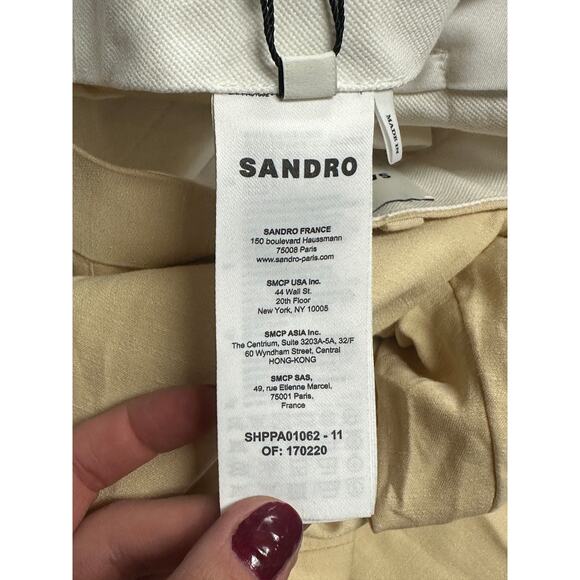 SANDRO
SANDRO FRANCE
150 boulevard Haussmann
75008 Paris
www.sandro-paris.com
SMCP USA Inc.
44 Wall St.
20th Floor
New York, NY 10005
SMCP ASIA Inc.
The Centrium, Suite 3203A-5A, 32/F
60 Wyndham Street, Central
HONG-KONG
SMCP SAS,
49, rue Etienne Marcel,
75001 Paris,
France
SHPPA01062 - 11
OF: 170220
MADE IN